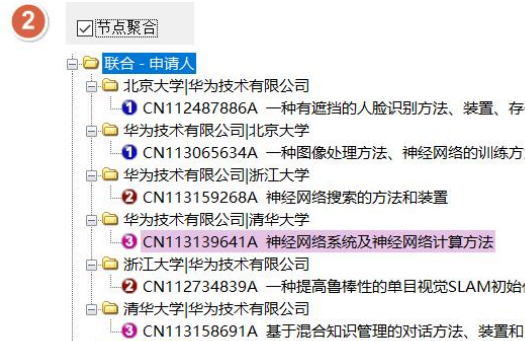 2
节点聚合
联合 - 申请人
北京大学|华为技术有限公司
1 CN112487886A 一种有遮挡的人脸识别方法、装置、存
华为技术有限公司|北京大学
1 CN113065634A 一种图像处理方法、神经网络的训练方
华为技术有限公司|浙江大学
2 CN113159268A 神经网络搜索的方法和装置
华为技术有限公司|清华大学
3 CN113139641A 神经网络系统及神经网络计算方法
浙江大学|华为技术有限公司
2 CN112734839A 一种提高鲁棒性的单目视觉SLAM初始
清华大学|华为技术有限公司
3 CN113158691A 基于混合知识管理的对话方法、装置和